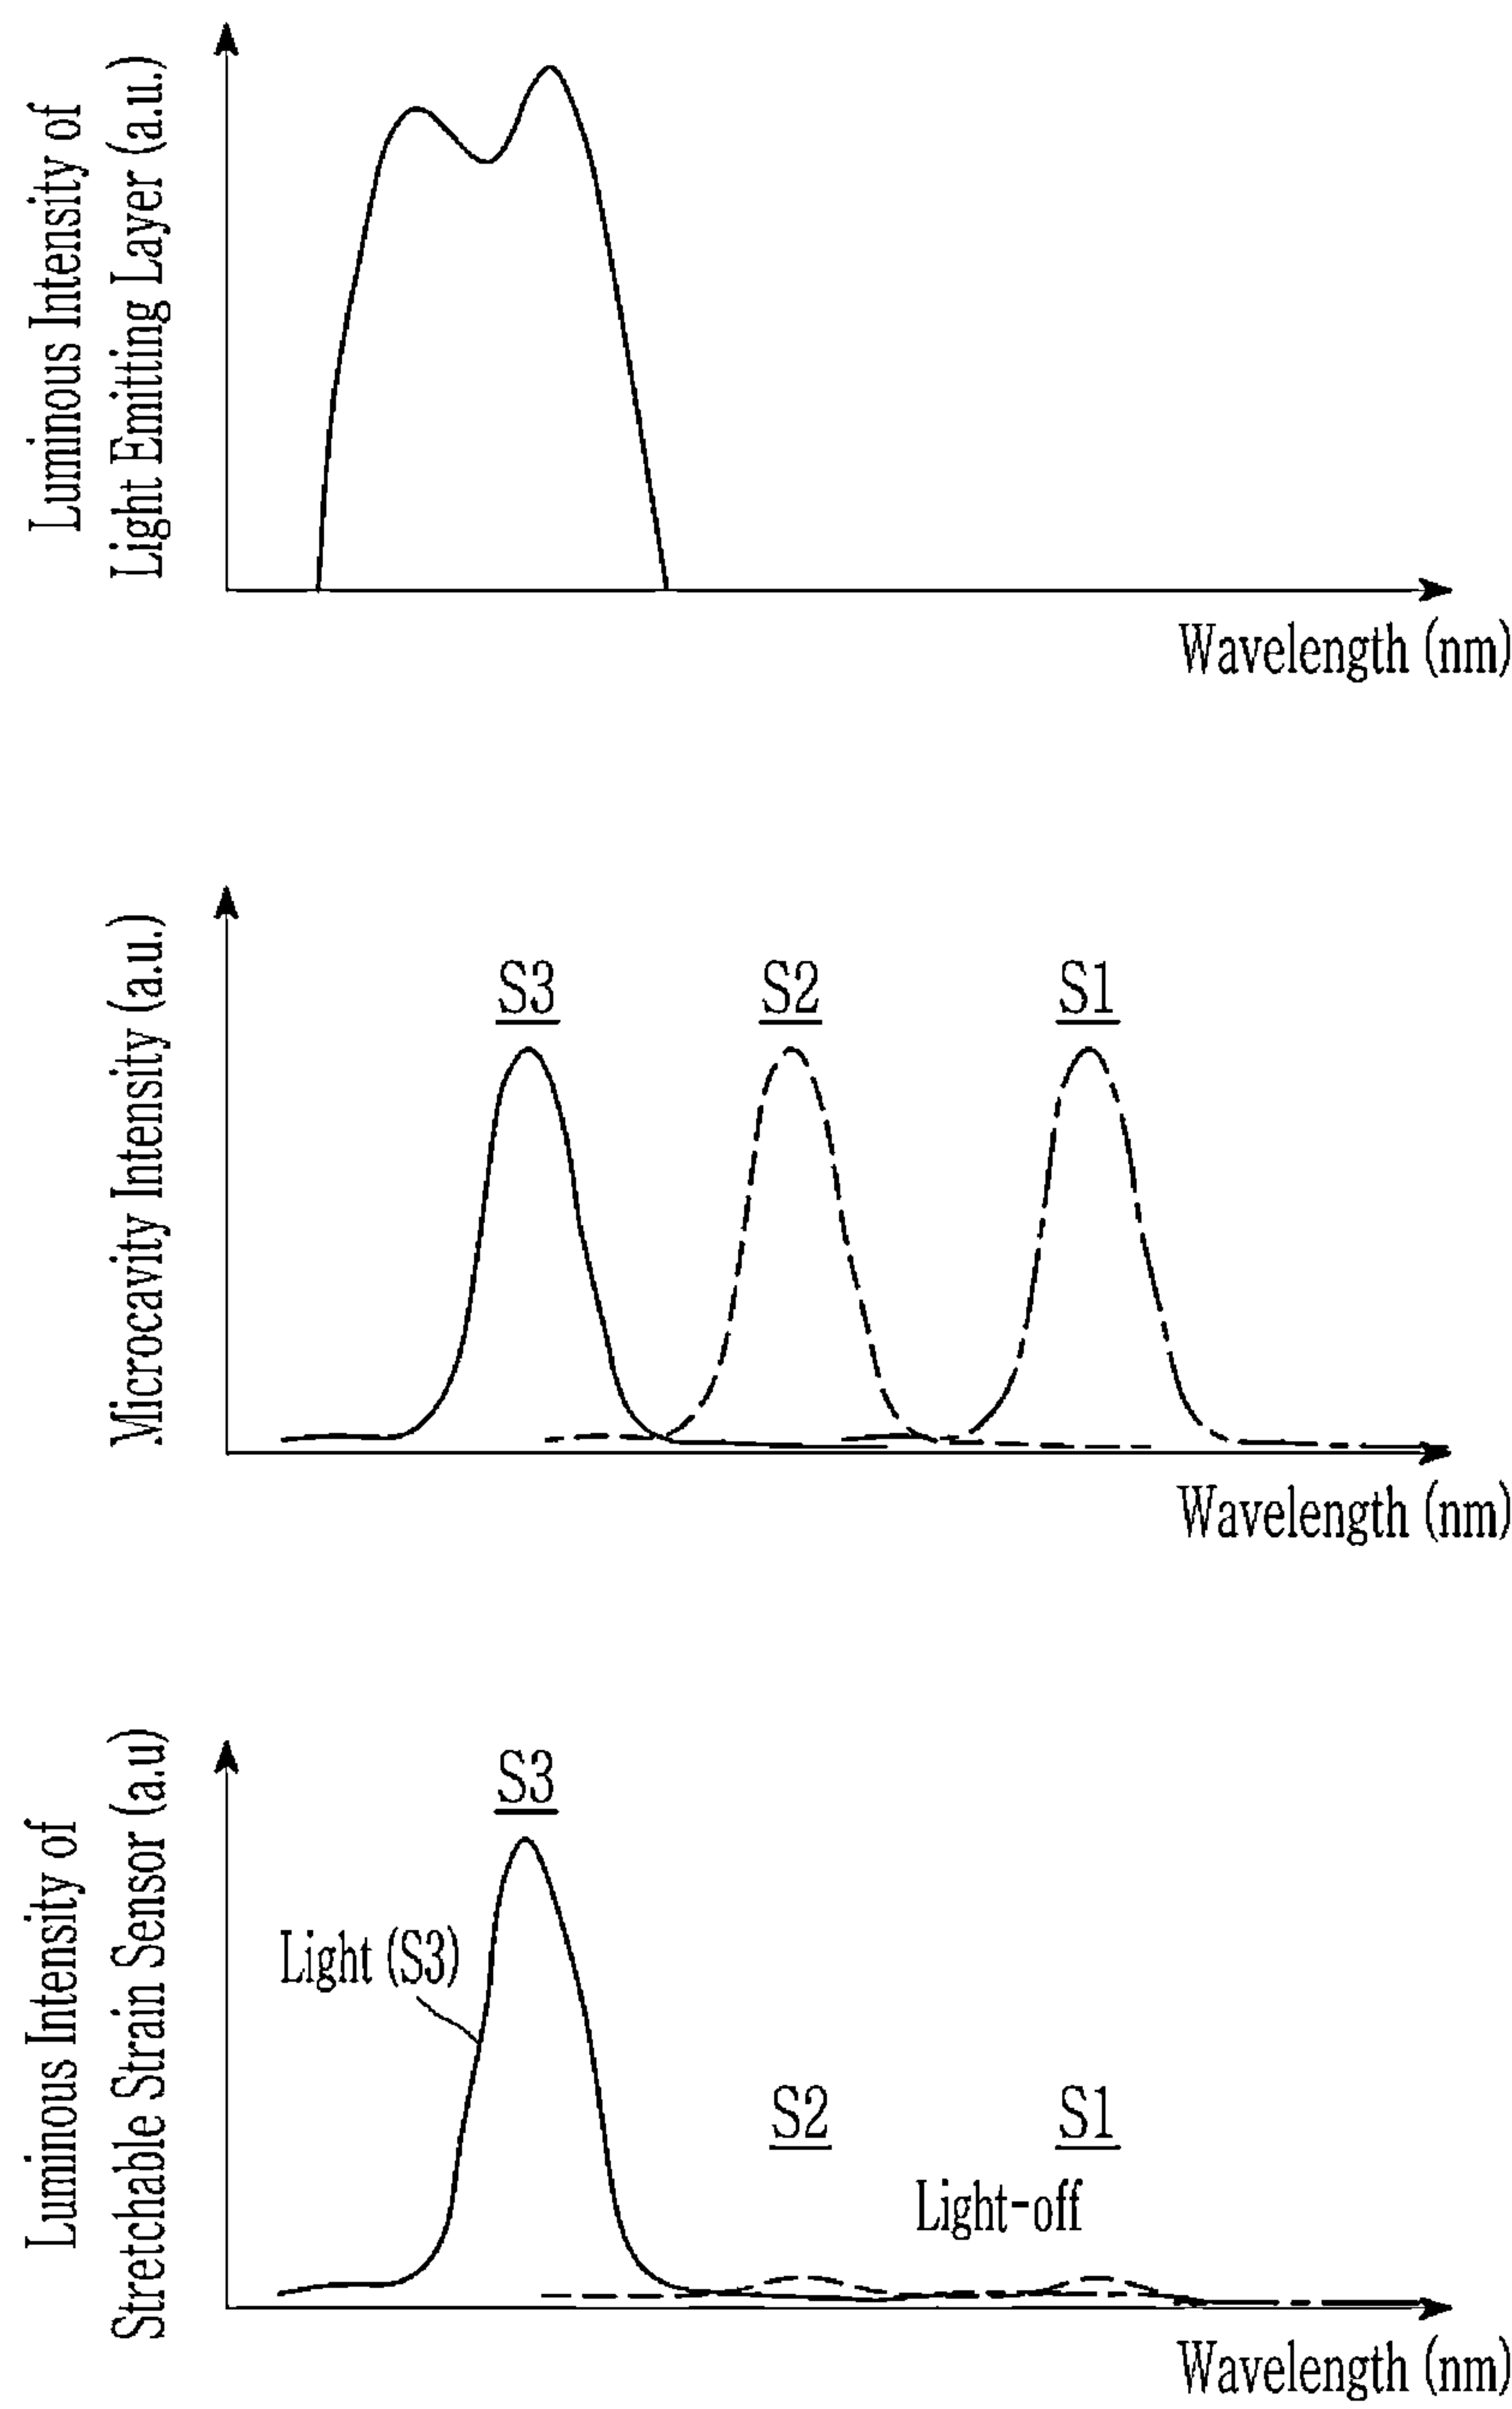 Luminous Intensity of
Light Emitting Layer (a.u.)
Wavelength (nm)
Microcavity Intensity (a.u.)
S3
S2
S1
Wavelength (nm)
Luminous Intensity of
Stretchable Strain Sensor (a.u)
S3
Light (S3)
S2
S1
Light-off
Wavelength (nm)